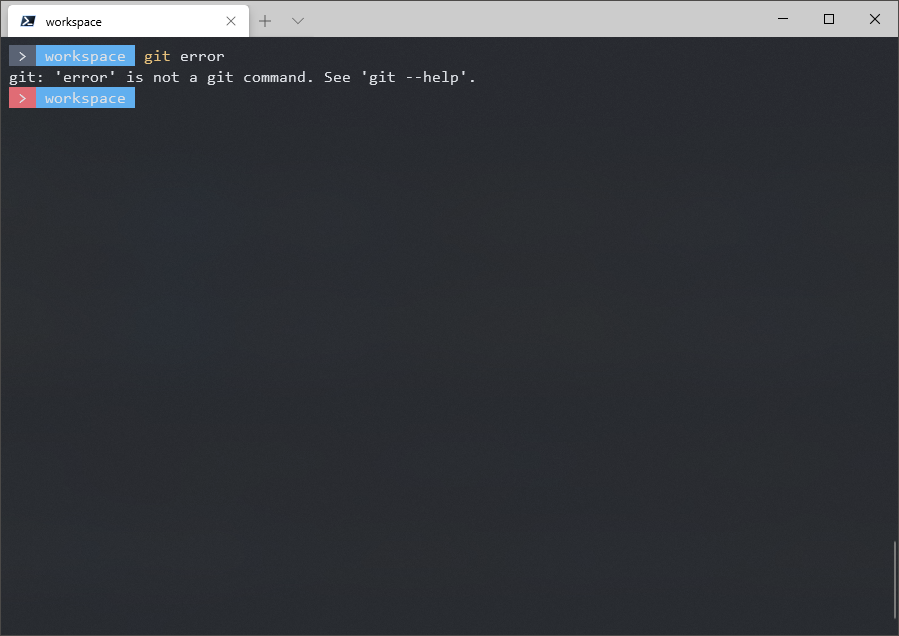 workspace
> workspace git error
git: 'error' is not a git command. See 'git --help'.
> workspace